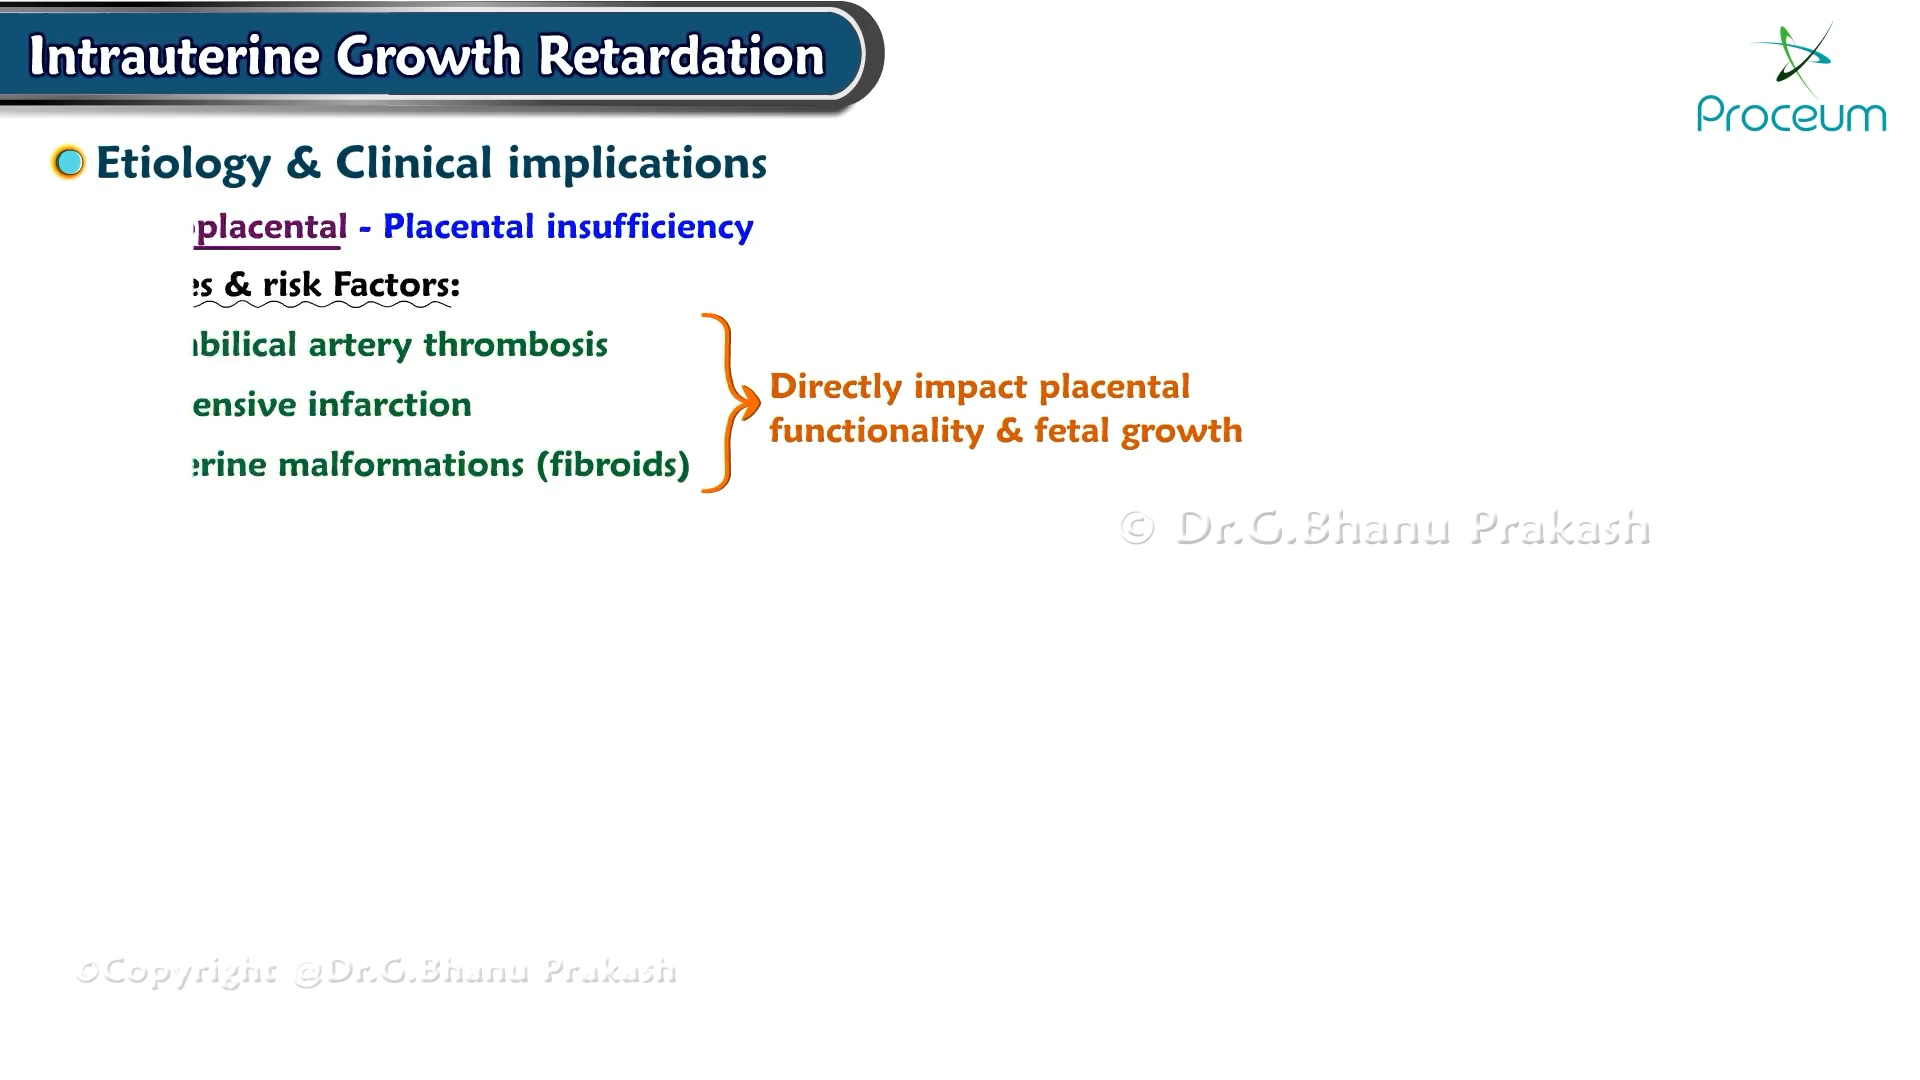 Intrauterine Growth Retardation
Proceum
Etiology & Clinical implications
placental - Placental insufficiency
es & risk Factors:
bilical artery thrombosis
ensive infarction
erine malformations (fibroids)
Directly impact placental
functionality & fetal growth
© Dr.G.Bhanu Prakash
©Copyright @Dr.G.Bhanu Prakash